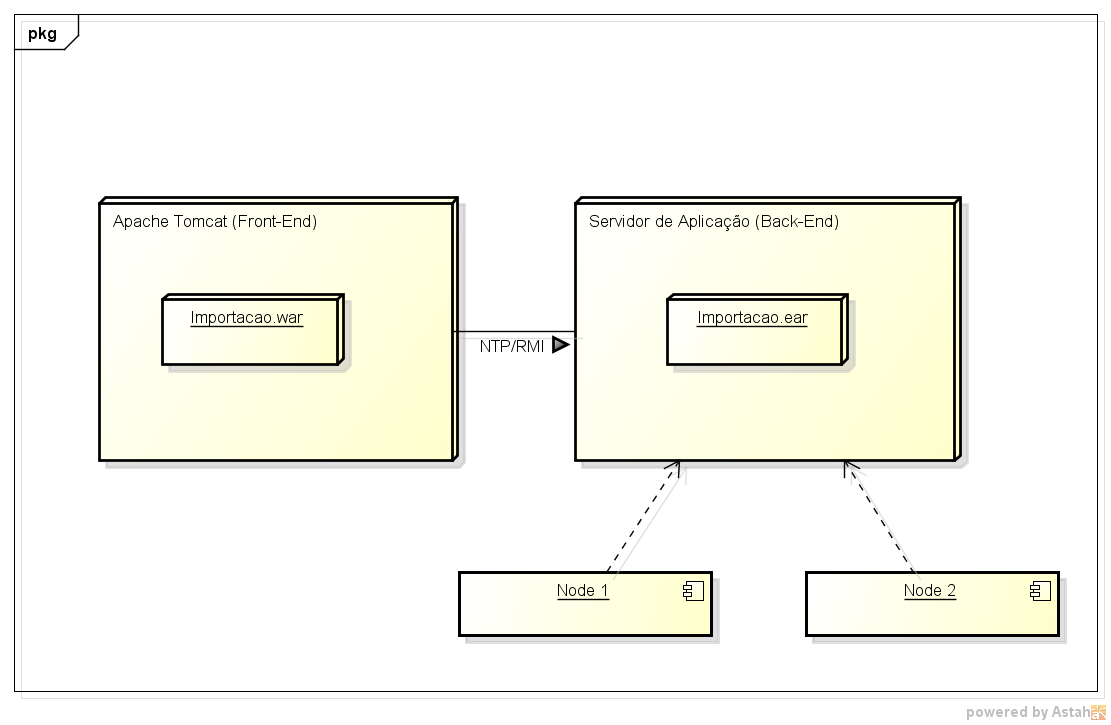 pkg
Apache Tomcat (Front-End)
Importacao.war
NTP/RMI
Servidor de Aplicação (Back-End)
Importacao.ear
Node 1
Node 2
powered by Astah